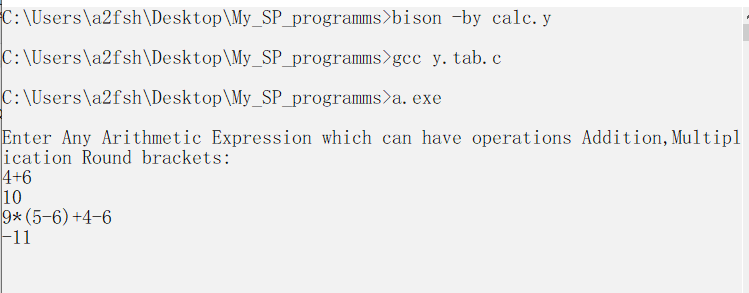 C:\Users\a2fsh\Desktop\My_SP_programms>bison -by calc.y
C:\Users\a2fsh\Desktop\My_SP_programms>gcc y.tab.c
C:\Users\a2fsh\Desktop\My_SP_programms>a.exe
Enter Any Arithmetic Expression which can have operations Addition,Multipl
ication Round brackets:
4+6
10
9*(5-6)+4-6
-11